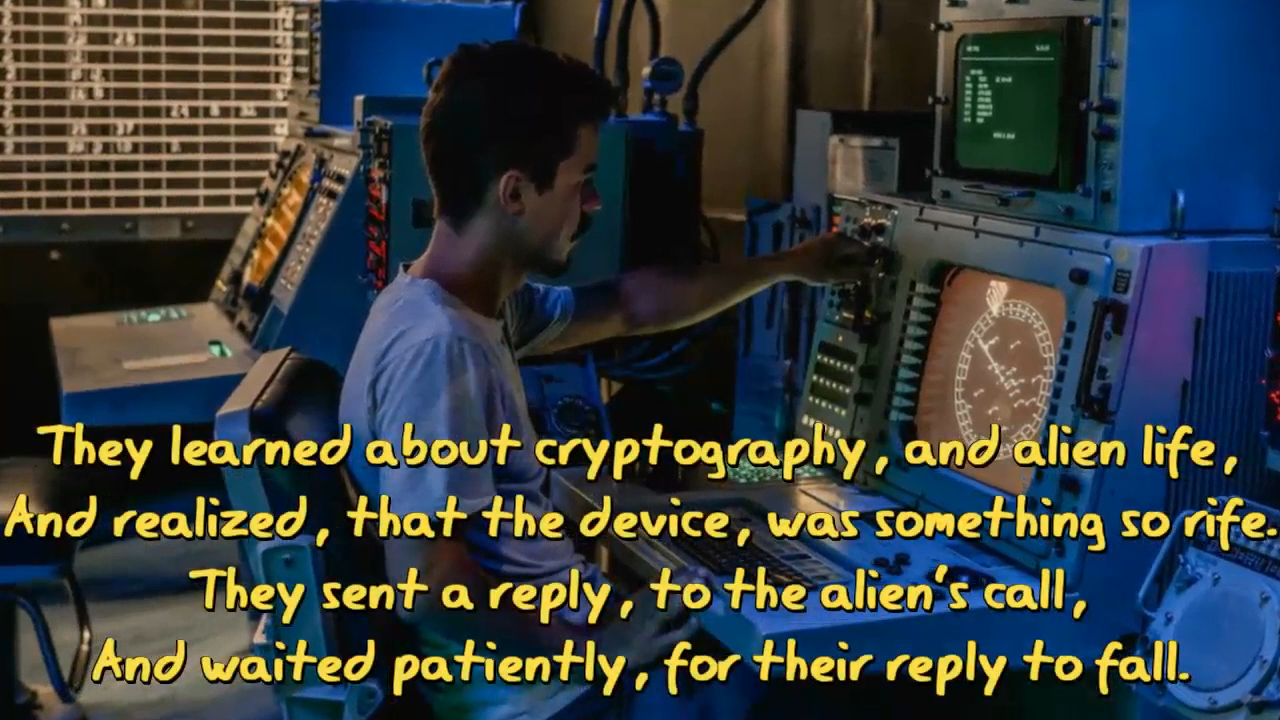 They learned about cryptography, and alien life,
And realized, that the device, was something so rife.
They sent a reply, to the alien's call,
And waited patiently, for their reply to fall.